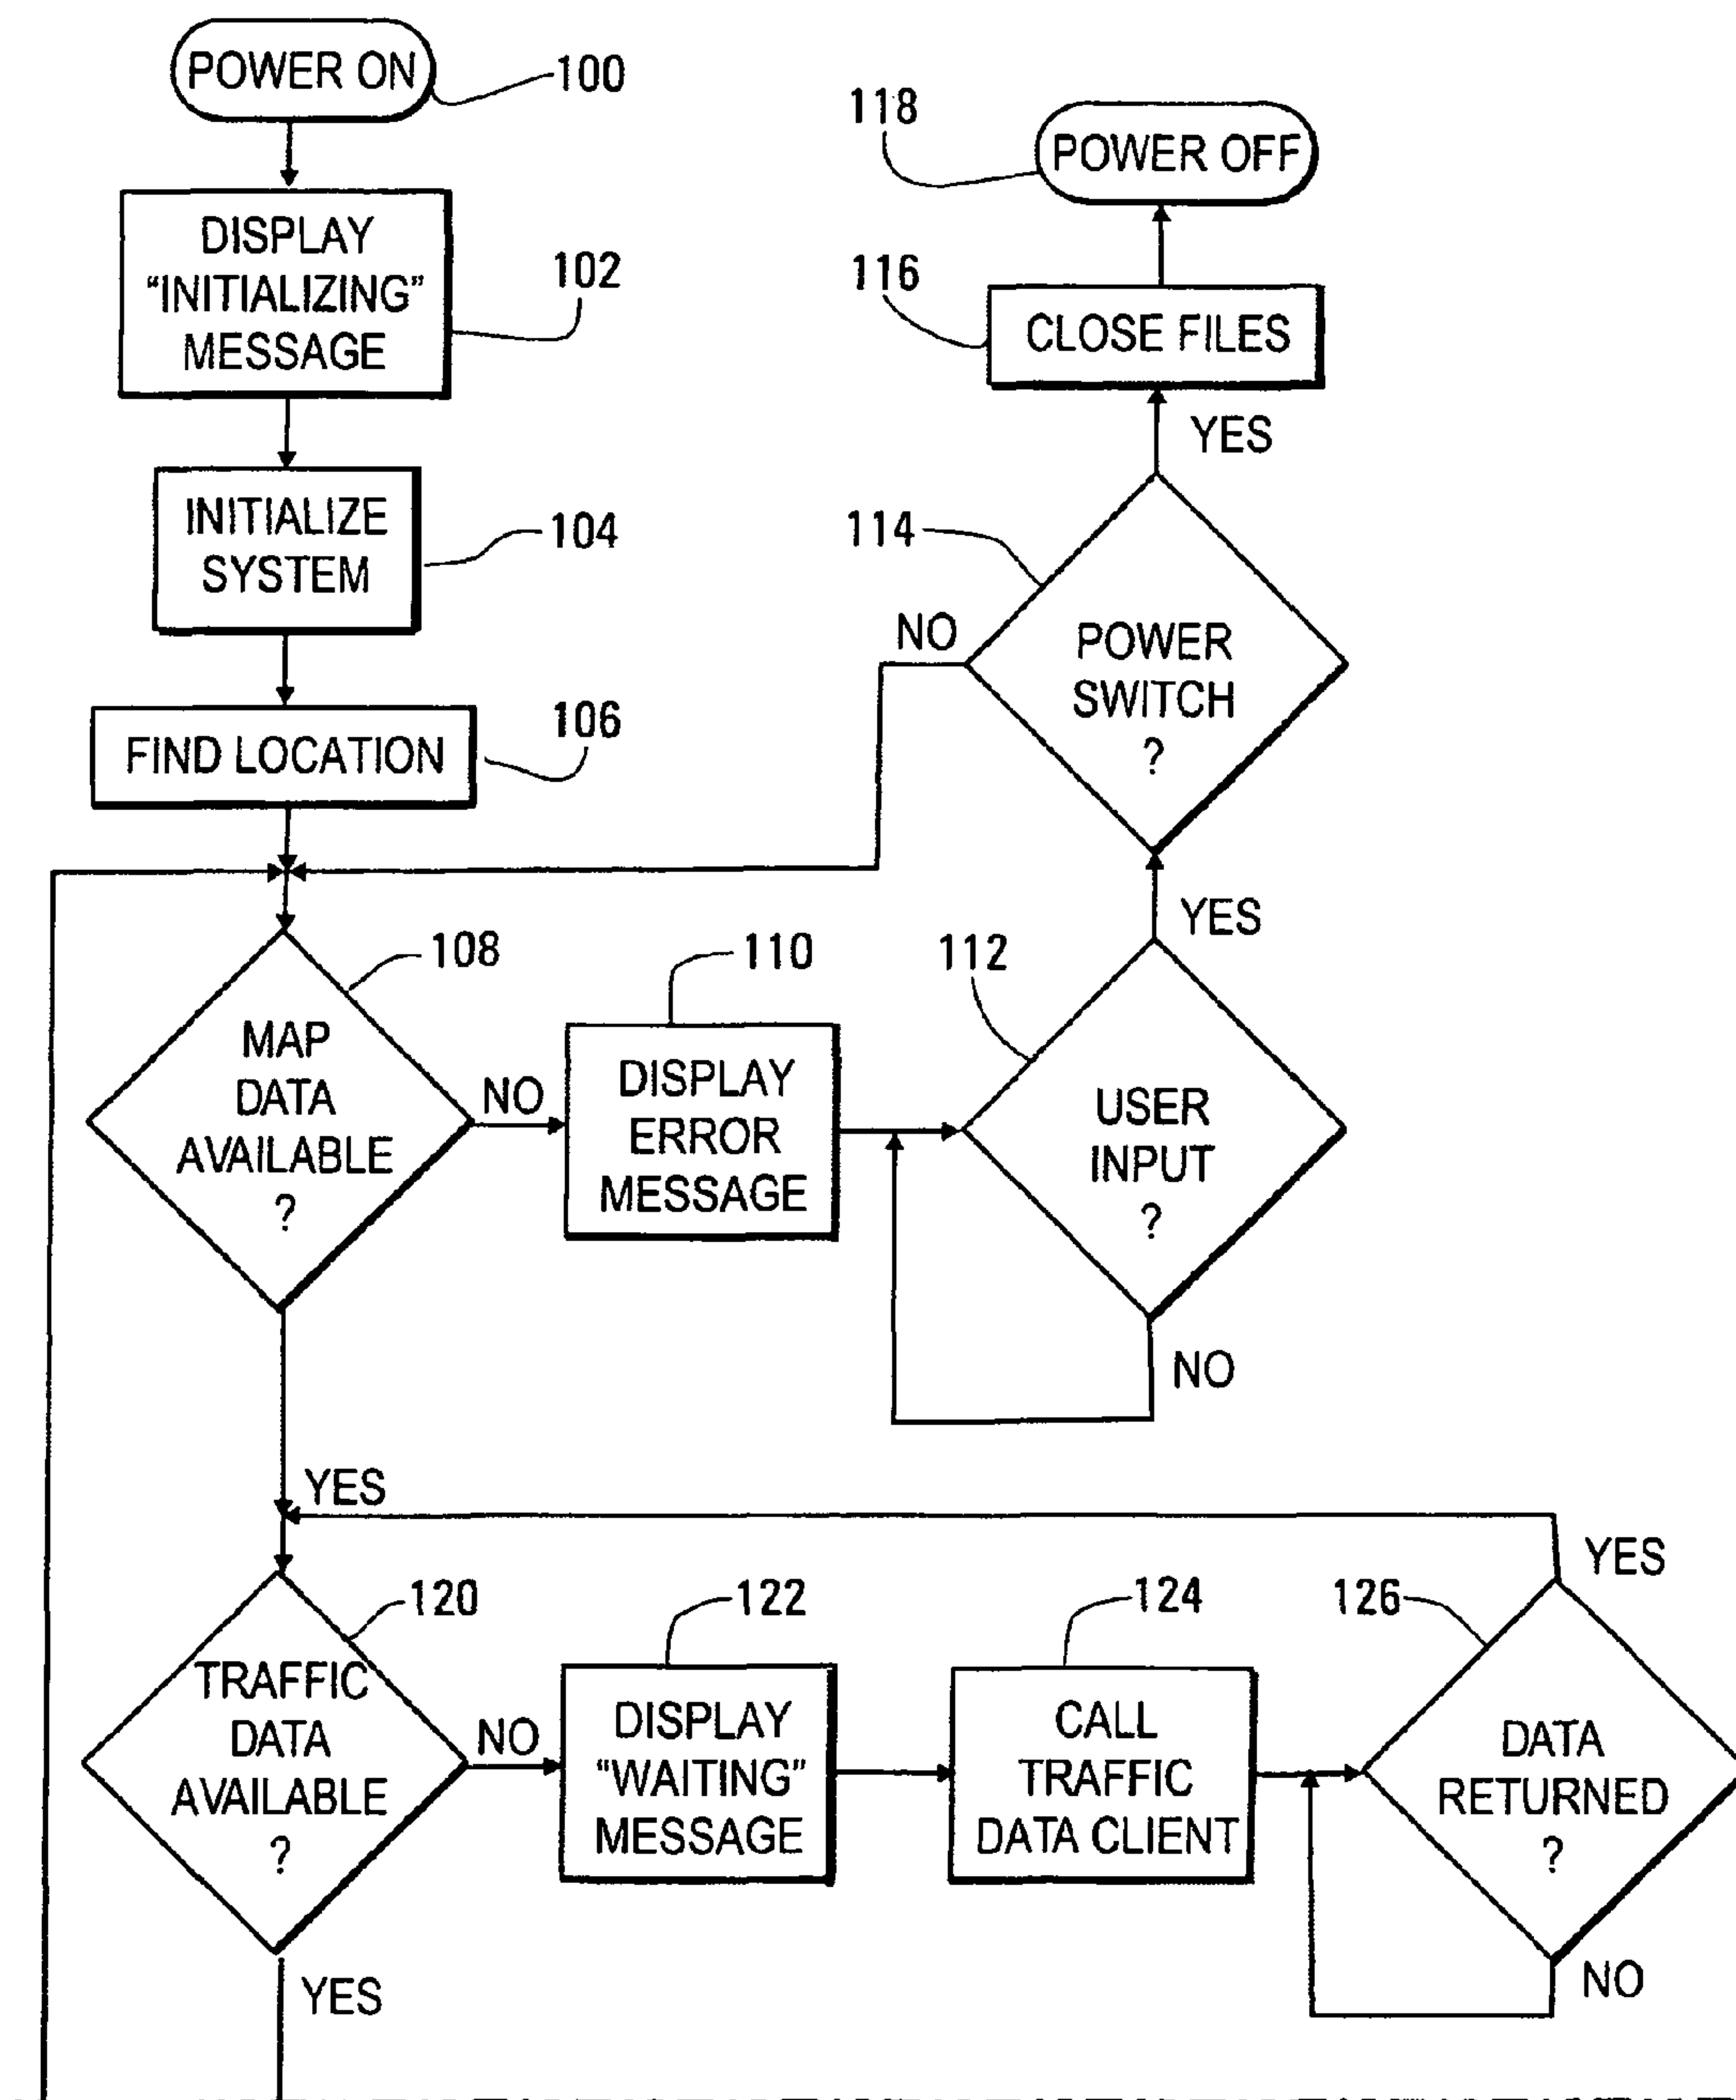 POWER ON
100
DISPLAY
"INITIALIZING"
MESSAGE
102
INITIALIZE
SYSTEM
104
FIND LOCATION
106
118
POWER OFF
116
CLOSE FILES
YES
114
NO
POWER
SWITCH
?
YES
108
MAP
DATA
AVAILABLE
?
NO
110
DISPLAY
ERROR
MESSAGE
112
USER
INPUT
?
NO
YES
120
TRAFFIC
DATA
AVAILABLE
?
NO
122
DISPLAY
"WAITING"
MESSAGE
124
CALL
TRAFFIC
DATA CLIENT
126
YES
DATA
RETURNED
?
NO
YES